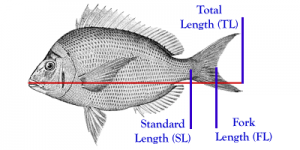 Total
Length (TL)
Standard
Length (SL)
Fork
Length (FL)